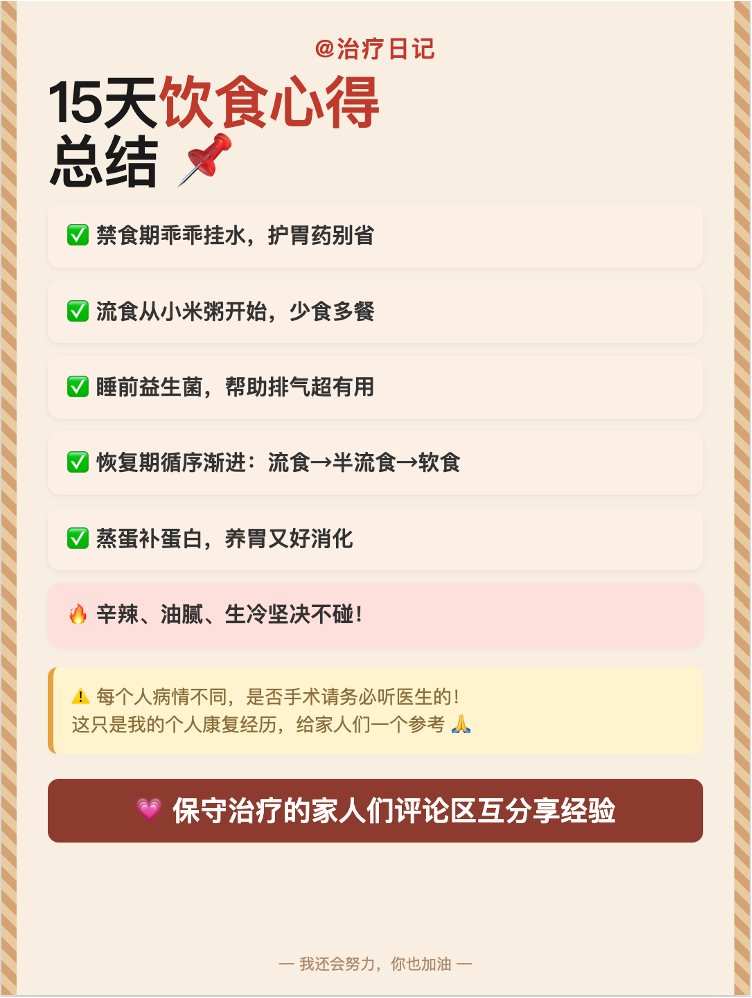 @治疗日记
15天饮食心得
总结 📌
✅ 禁食期乖乖挂水，护胃药别省
✅ 流食从小米粥开始，少食多餐
✅ 睡前益生菌，帮助排气超有用
✅ 恢复期循序渐进：流食→半流食→软食
✅ 蒸蛋补蛋白，养胃又好消化
🔥 辛辣、油腻、生冷坚决不碰！
⚠️ 每个人病情不同，是否手术请务必听医生的！
这只是我的个人康复经历，给家人们一个参考 🙏
💗 保守治疗的家人们评论区互分享经验
— 我还会努力，你也加油 —